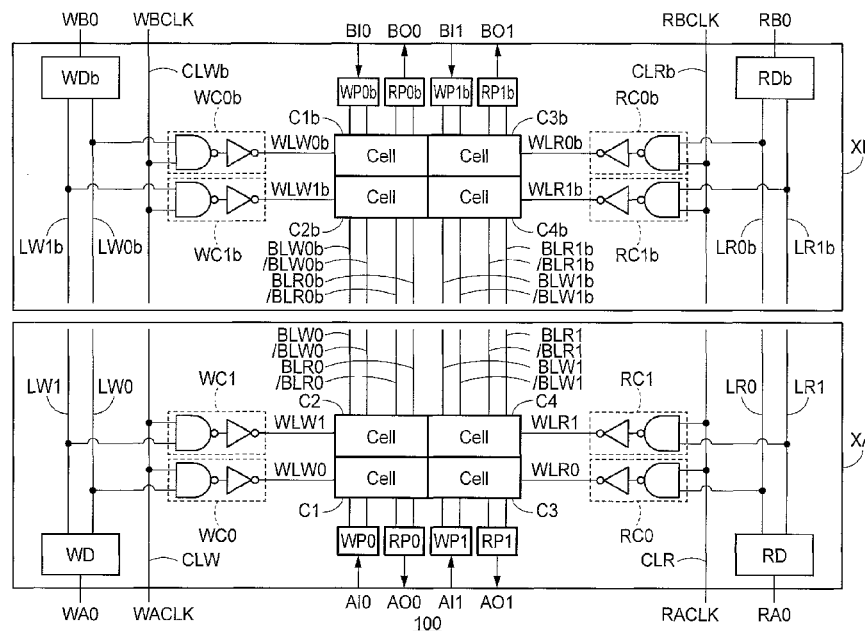 WB0 WBCLK BI0 BO0 BI1 BO1 RBCLK RB0
WDb CLWb WC0b WP0b RP0b WP1b RP1b CLRb RC0b RDb
C1b C3b
WLW0b Cell Cell WLR0b
WLW1b Cell Cell WLR1b
LW1b LW0b WC1b C2b C4b RC1b LR0b LR1b
BLW0b BLR1b
/BLW0b /BLR1b
BLR0b BLW1b
/BLR0b /BLW1b
BLW0 BLR1
/BLW0 /BLR1
BLR0 BLW1
/BLR0 /BLW1
LW1 LW0 WC1 C2 C4 RC1 LR0 LR1
WLW1 Cell Cell WLR1
XA
WLW0 Cell Cell WLR0
C1 C3
WD WC0 WP0 RP0 WP1 RP1 RC0 RD
CLW CLR
WA0 WACLK AI0 AO0 AI1 AO1 RACLK RA0
100